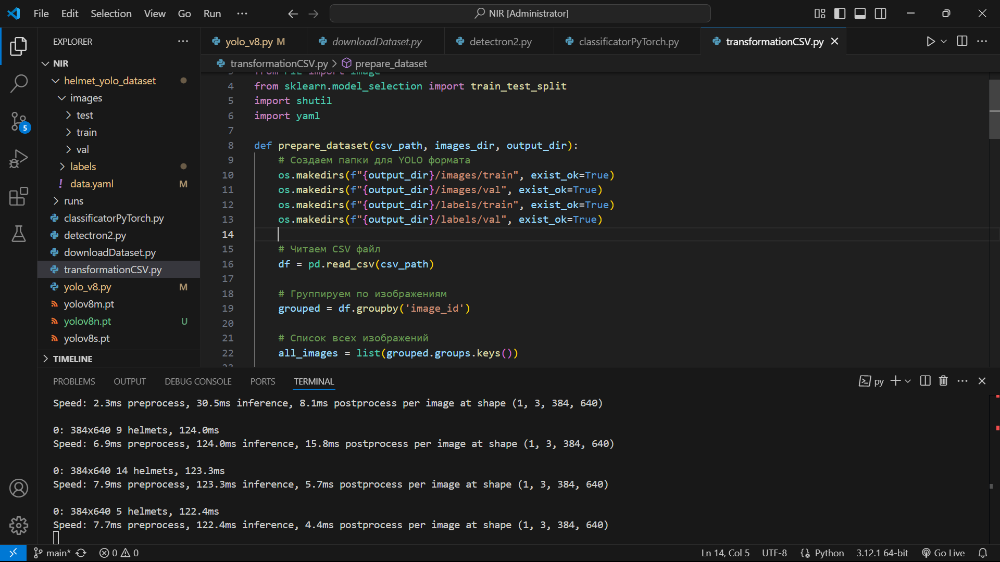 File Edit Selection View Go Run ··· NIR [Administrator]
EXPLORER ···
NIR
helmet_yolo_dataset
images
test
train
val
labels
! data.yaml M
runs
classificatorPyTorch.py
detectron2.py
downloadDataset.py
transformationCSV.py
yolo_v8.py M
yolov8m.pt
yolov8n.pt U
yolov8s.pt
TIMELINE
5
yolo_v8.py M downloadDataset.py detectron2.py classificatorPyTorch.py transformationCSV.py
transformationCSV.py > prepare_dataset
3 from PIL import Image
4 from sklearn.model_selection import train_test_split
5 import shutil
6 import yaml
7
8 def prepare_dataset(csv_path, images_dir, output_dir):
9 # Создаем папки для YOLO формата
10 os.makedirs(f"{output_dir}/images/train", exist_ok=True)
11 os.makedirs(f"{output_dir}/images/val", exist_ok=True)
12 os.makedirs(f"{output_dir}/labels/train", exist_ok=True)
13 os.makedirs(f"{output_dir}/labels/val", exist_ok=True)
14
15 # Читаем CSV файл
16 df = pd.read_csv(csv_path)
17
18 # Группируем по изображениям
19 grouped = df.groupby('image_id')
20
21 # Список всех изображений
22 all_images = list(grouped.groups.keys())
23
PROBLEMS OUTPUT DEBUG CONSOLE PORTS TERMINAL py
Speed: 2.3ms preprocess, 30.5ms inference, 8.1ms postprocess per image at shape (1, 3, 384, 640)
0: 384x640 9 helmets, 124.0ms
Speed: 6.9ms preprocess, 124.0ms inference, 15.8ms postprocess per image at shape (1, 3, 384, 640)
0: 384x640 14 helmets, 123.3ms
Speed: 7.9ms preprocess, 123.3ms inference, 5.7ms postprocess per image at shape (1, 3, 384, 640)
0: 384x640 5 helmets, 122.4ms
Speed: 7.7ms preprocess, 122.4ms inference, 4.4ms postprocess per image at shape (1, 3, 384, 640)
main* 0 0 Ln 14, Col 5 UTF-8 Python 3.12.1 64-bit Go Live